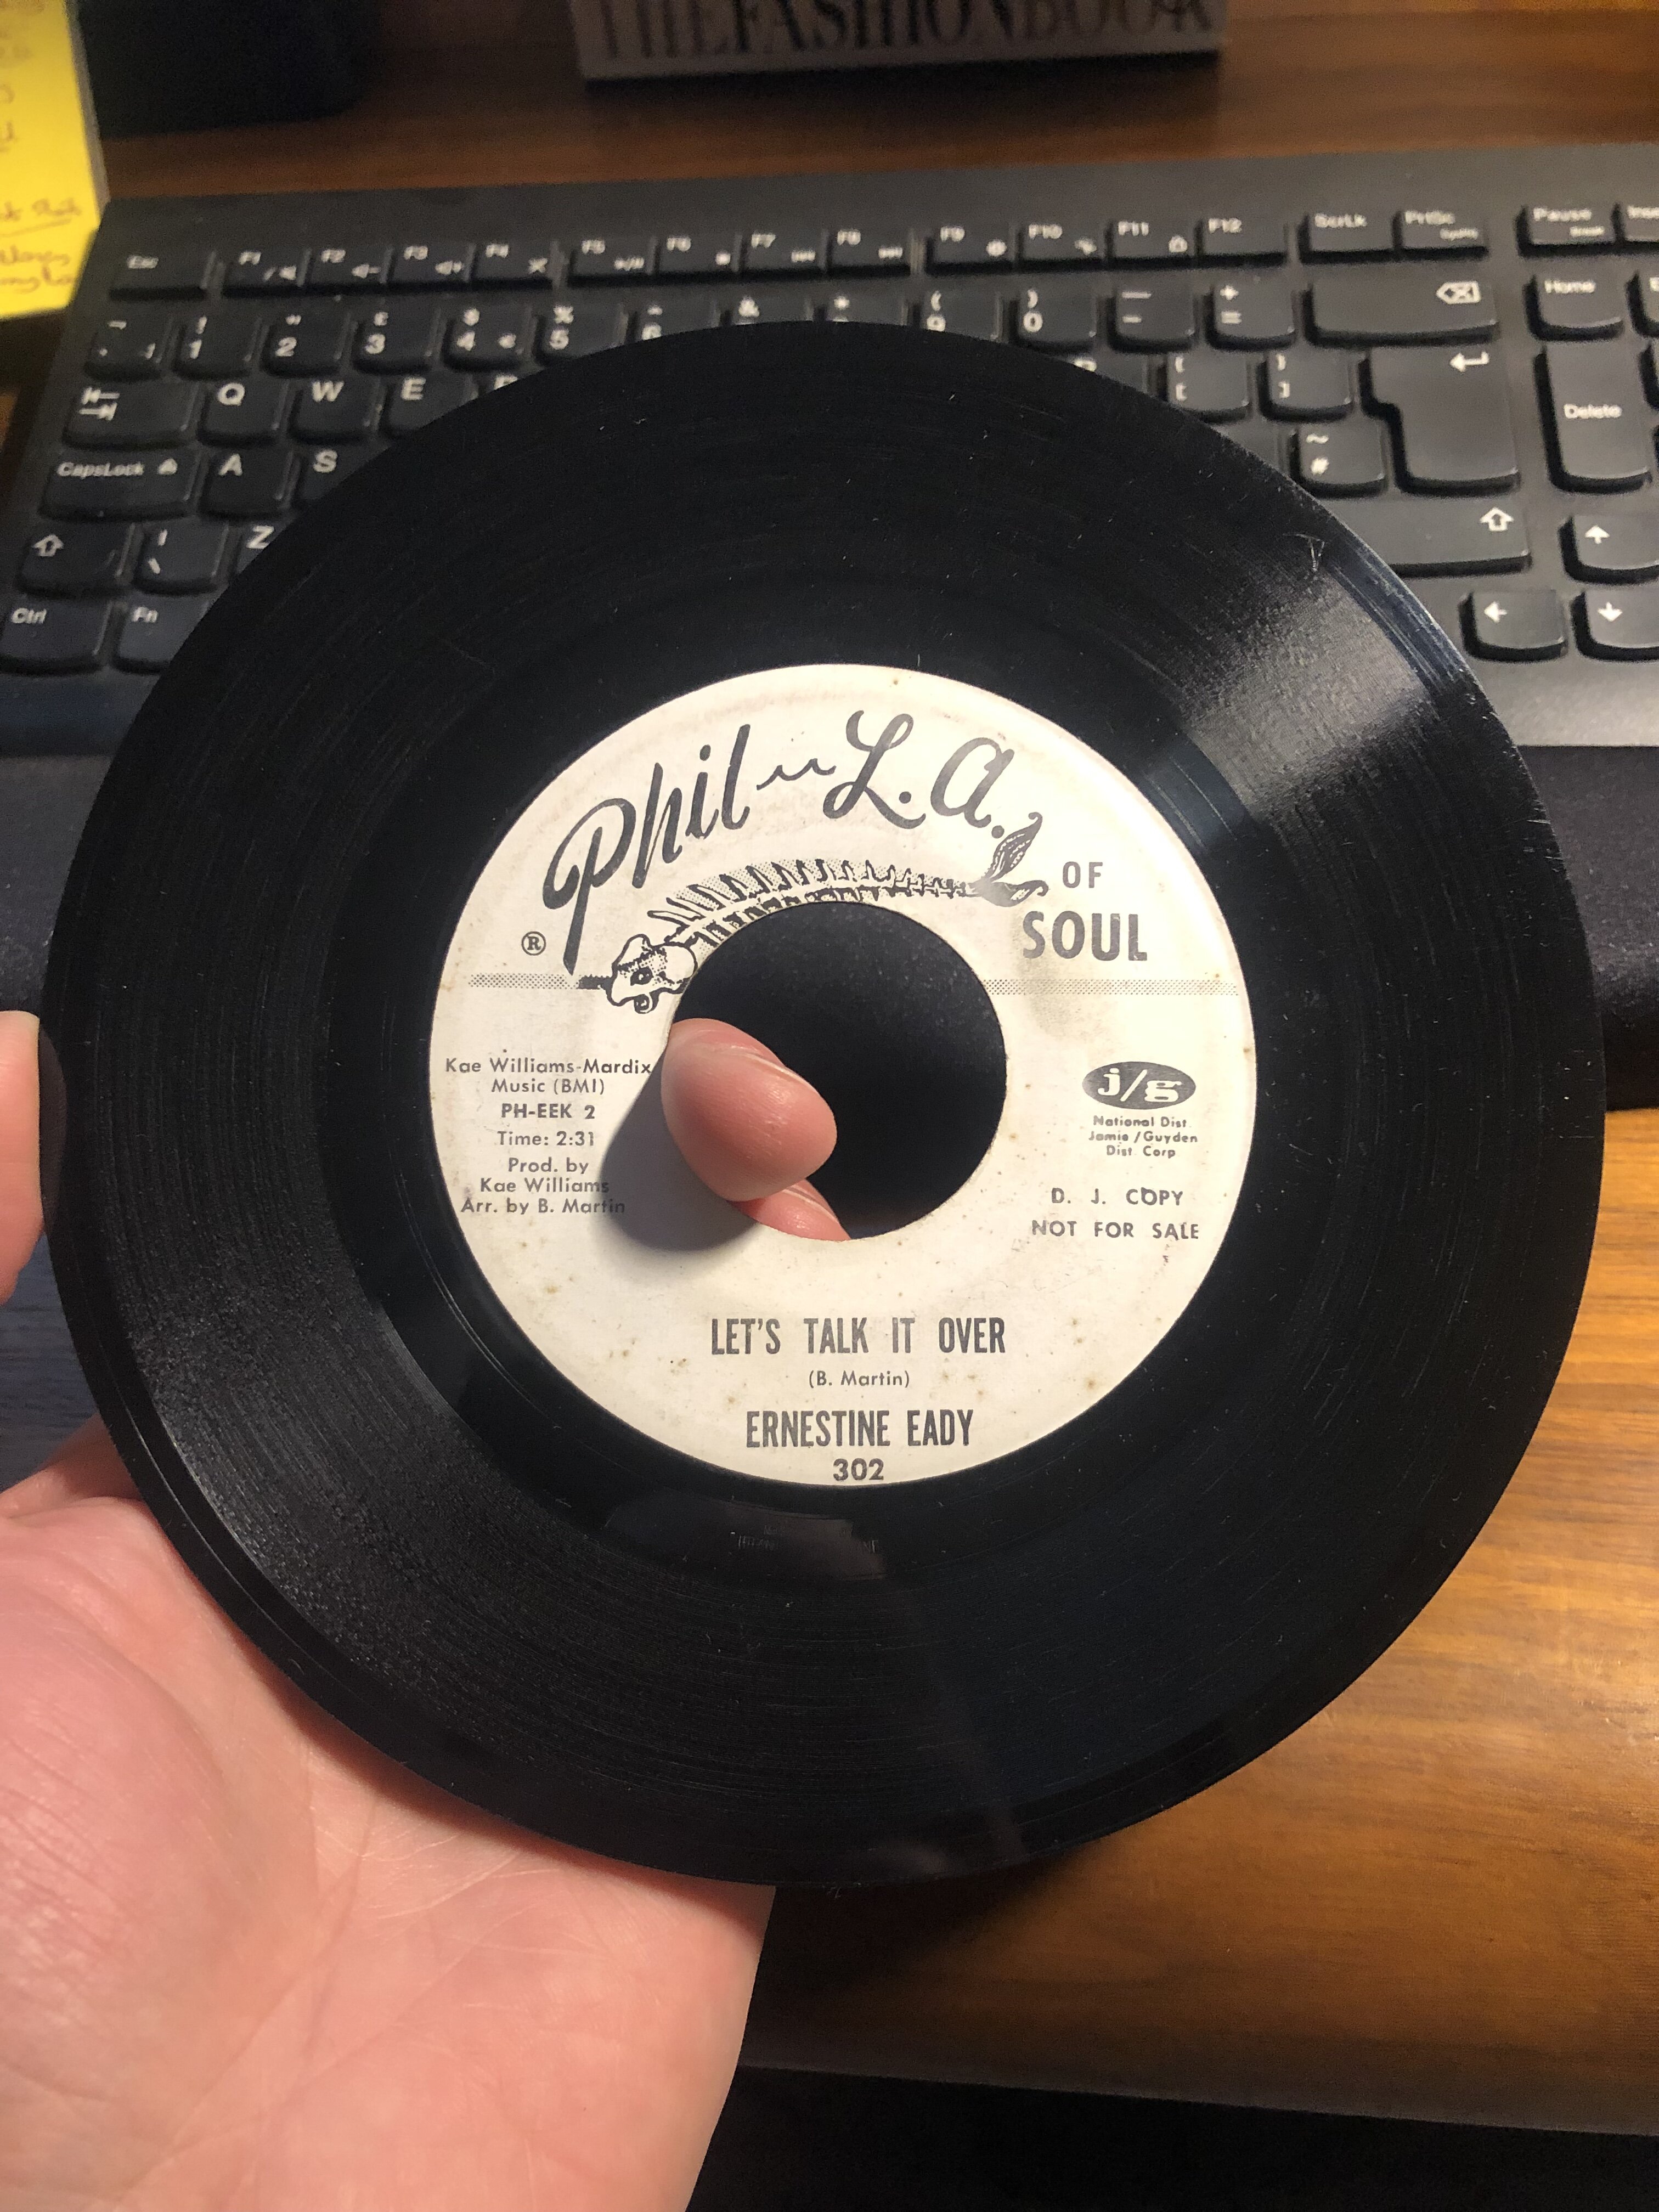 THEFASHIONBOOK
Esc F1 F2 F3 F4 F5 F6 F7 F8 F9 F10 F11 F12 ScrLk PrtSc Pause
! " £ $ € % ^ & * ( ) _ +
1 2 3 4 5 6 9 0 - =
Home
Q W E { [ } ]
Delete
CapsLock A S ~ #
\ Z
Ctrl Fn
Phil-L.A.
OF
SOUL
®
Kae Williams-Mardix
Music (BMI)
PH-EEK 2
Time: 2:31
Prod. by
Kae Williams
Arr. by B. Martin
j/g
National Dist
Jamie/Guyden
Dist Corp
D. J. COPY
NOT FOR SALE
LET'S TALK IT OVER
(B. Martin)
ERNESTINE EADY
302